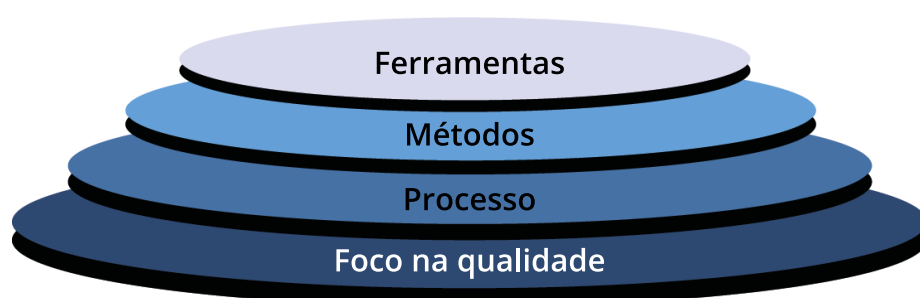 Ferramentas
Métodos
Processo
Foco na qualidade